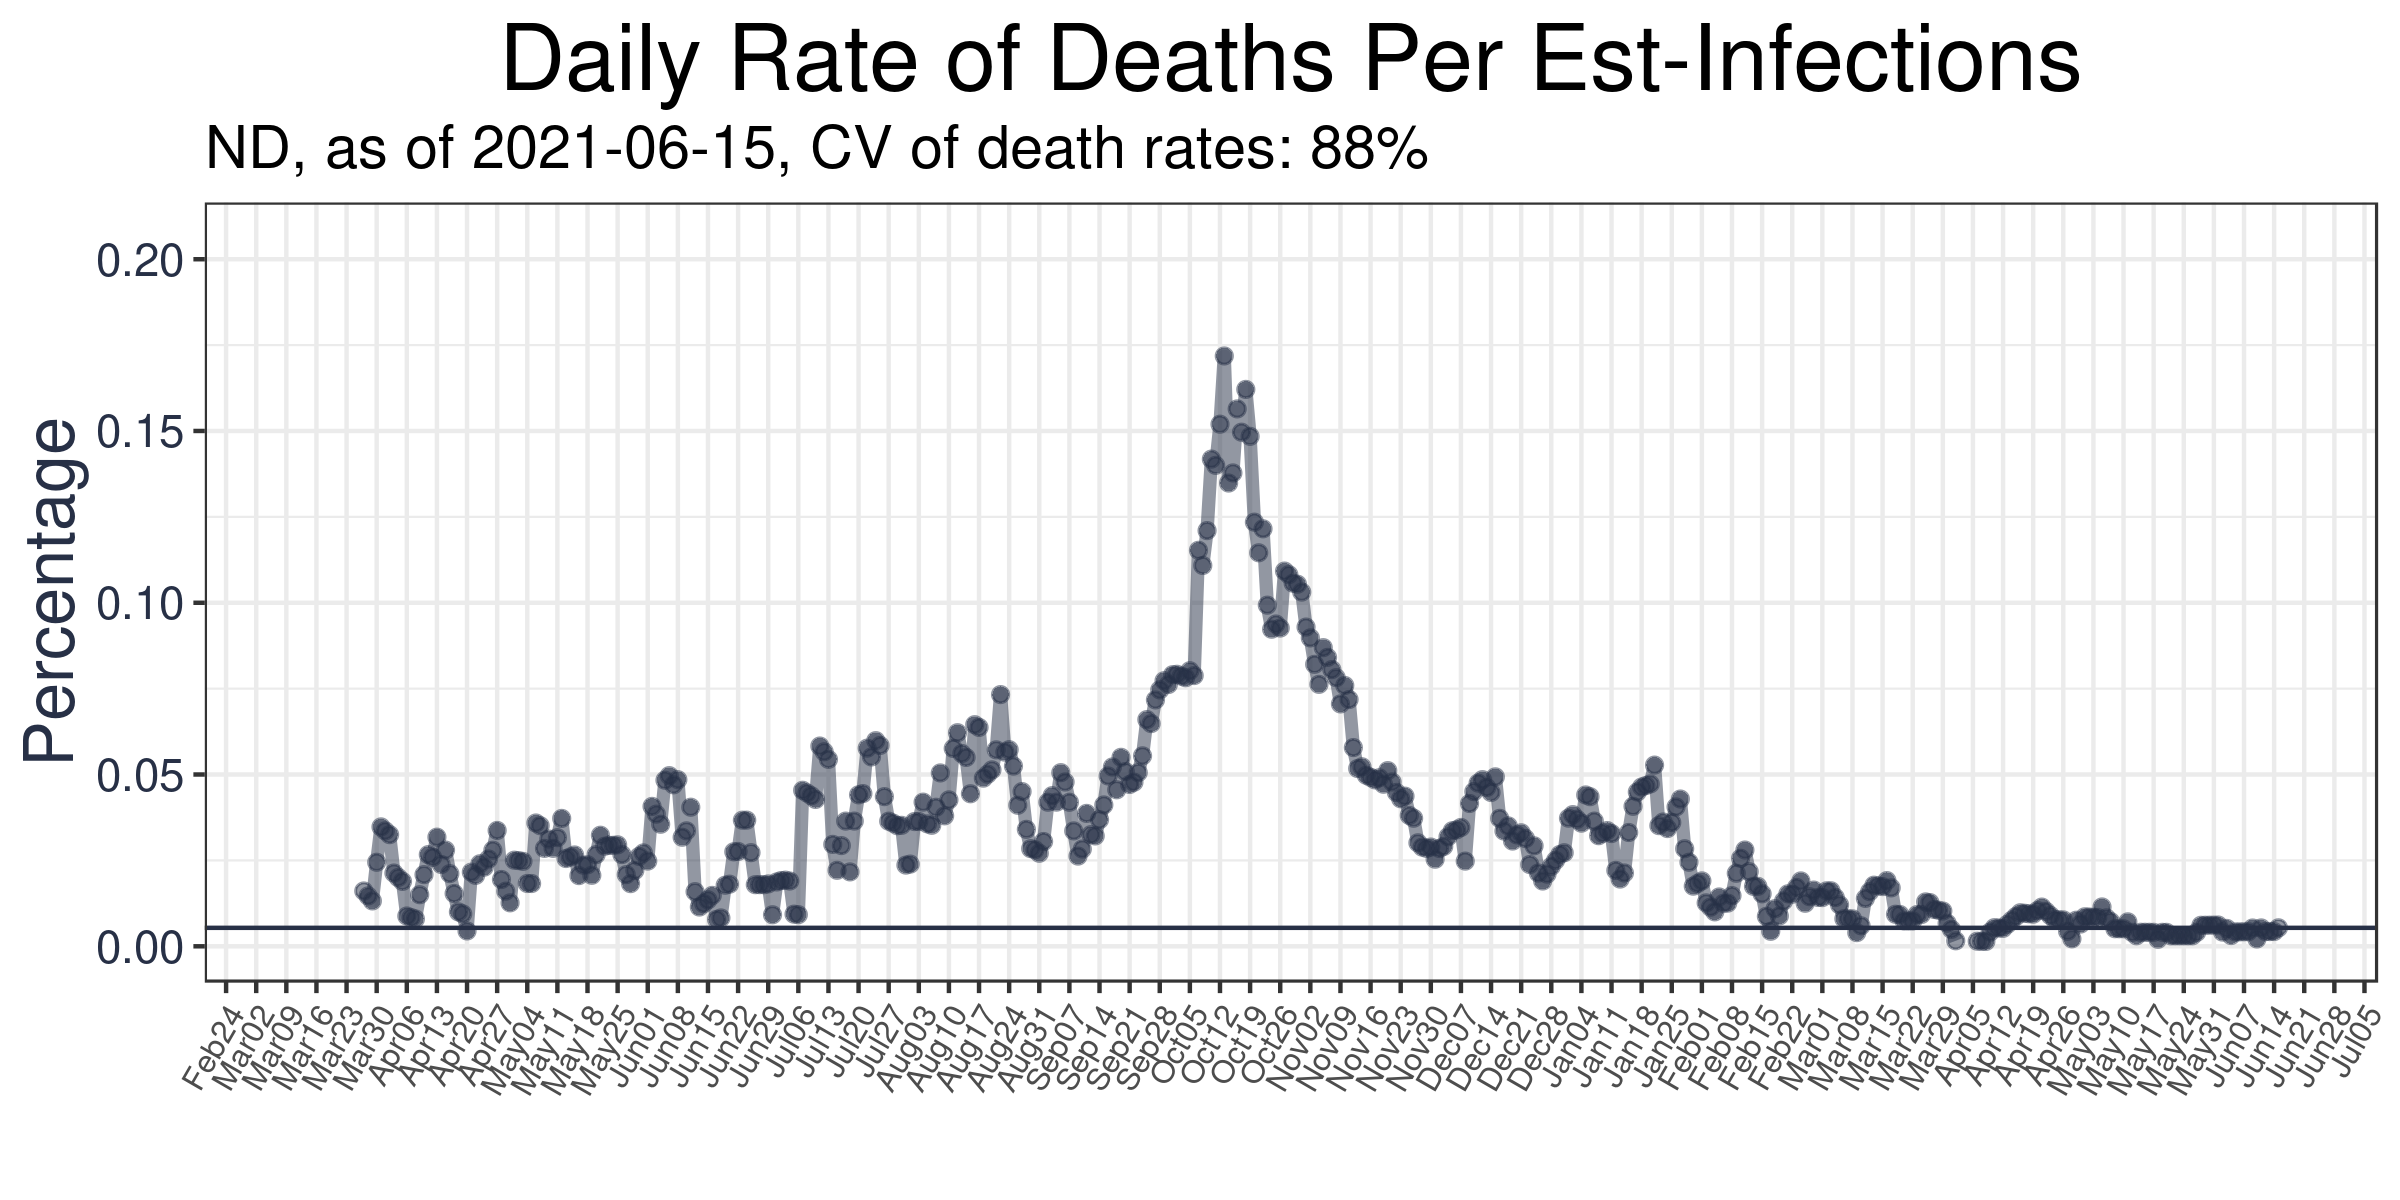 Daily Rate of Deaths Per Est-Infections
ND, as of 2021-06-15, CV of death rates: 88%
Percentage
0.20
0.15
0.10
0.05
0.00
Feb24
Mar02
Mar09
Mar16
Mar23
Mar30
Apr06
Apr13
Apr20
Apr27
May04
May11
May18
May25
Jun01
Jun08
Jun15
Jun22
Jun29
Jul06
Jul13
Jul20
Jul27
Aug03
Aug10
Aug17
Aug24
Aug31
Sep07
Sep14
Sep21
Sep28
Oct05
Oct12
Oct19
Oct26
Nov02
Nov09
Nov16
Nov23
Nov30
Dec07
Dec14
Dec21
Dec28
Jan04
Jan11
Jan18
Jan25
Feb01
Feb08
Feb15
Feb22
Mar01
Mar08
Mar15
Mar22
Mar29
Apr05
Apr12
Apr19
Apr26
May03
May10
May17
May24
May31
Jun07
Jun14
Jun21
Jun28
Jul05